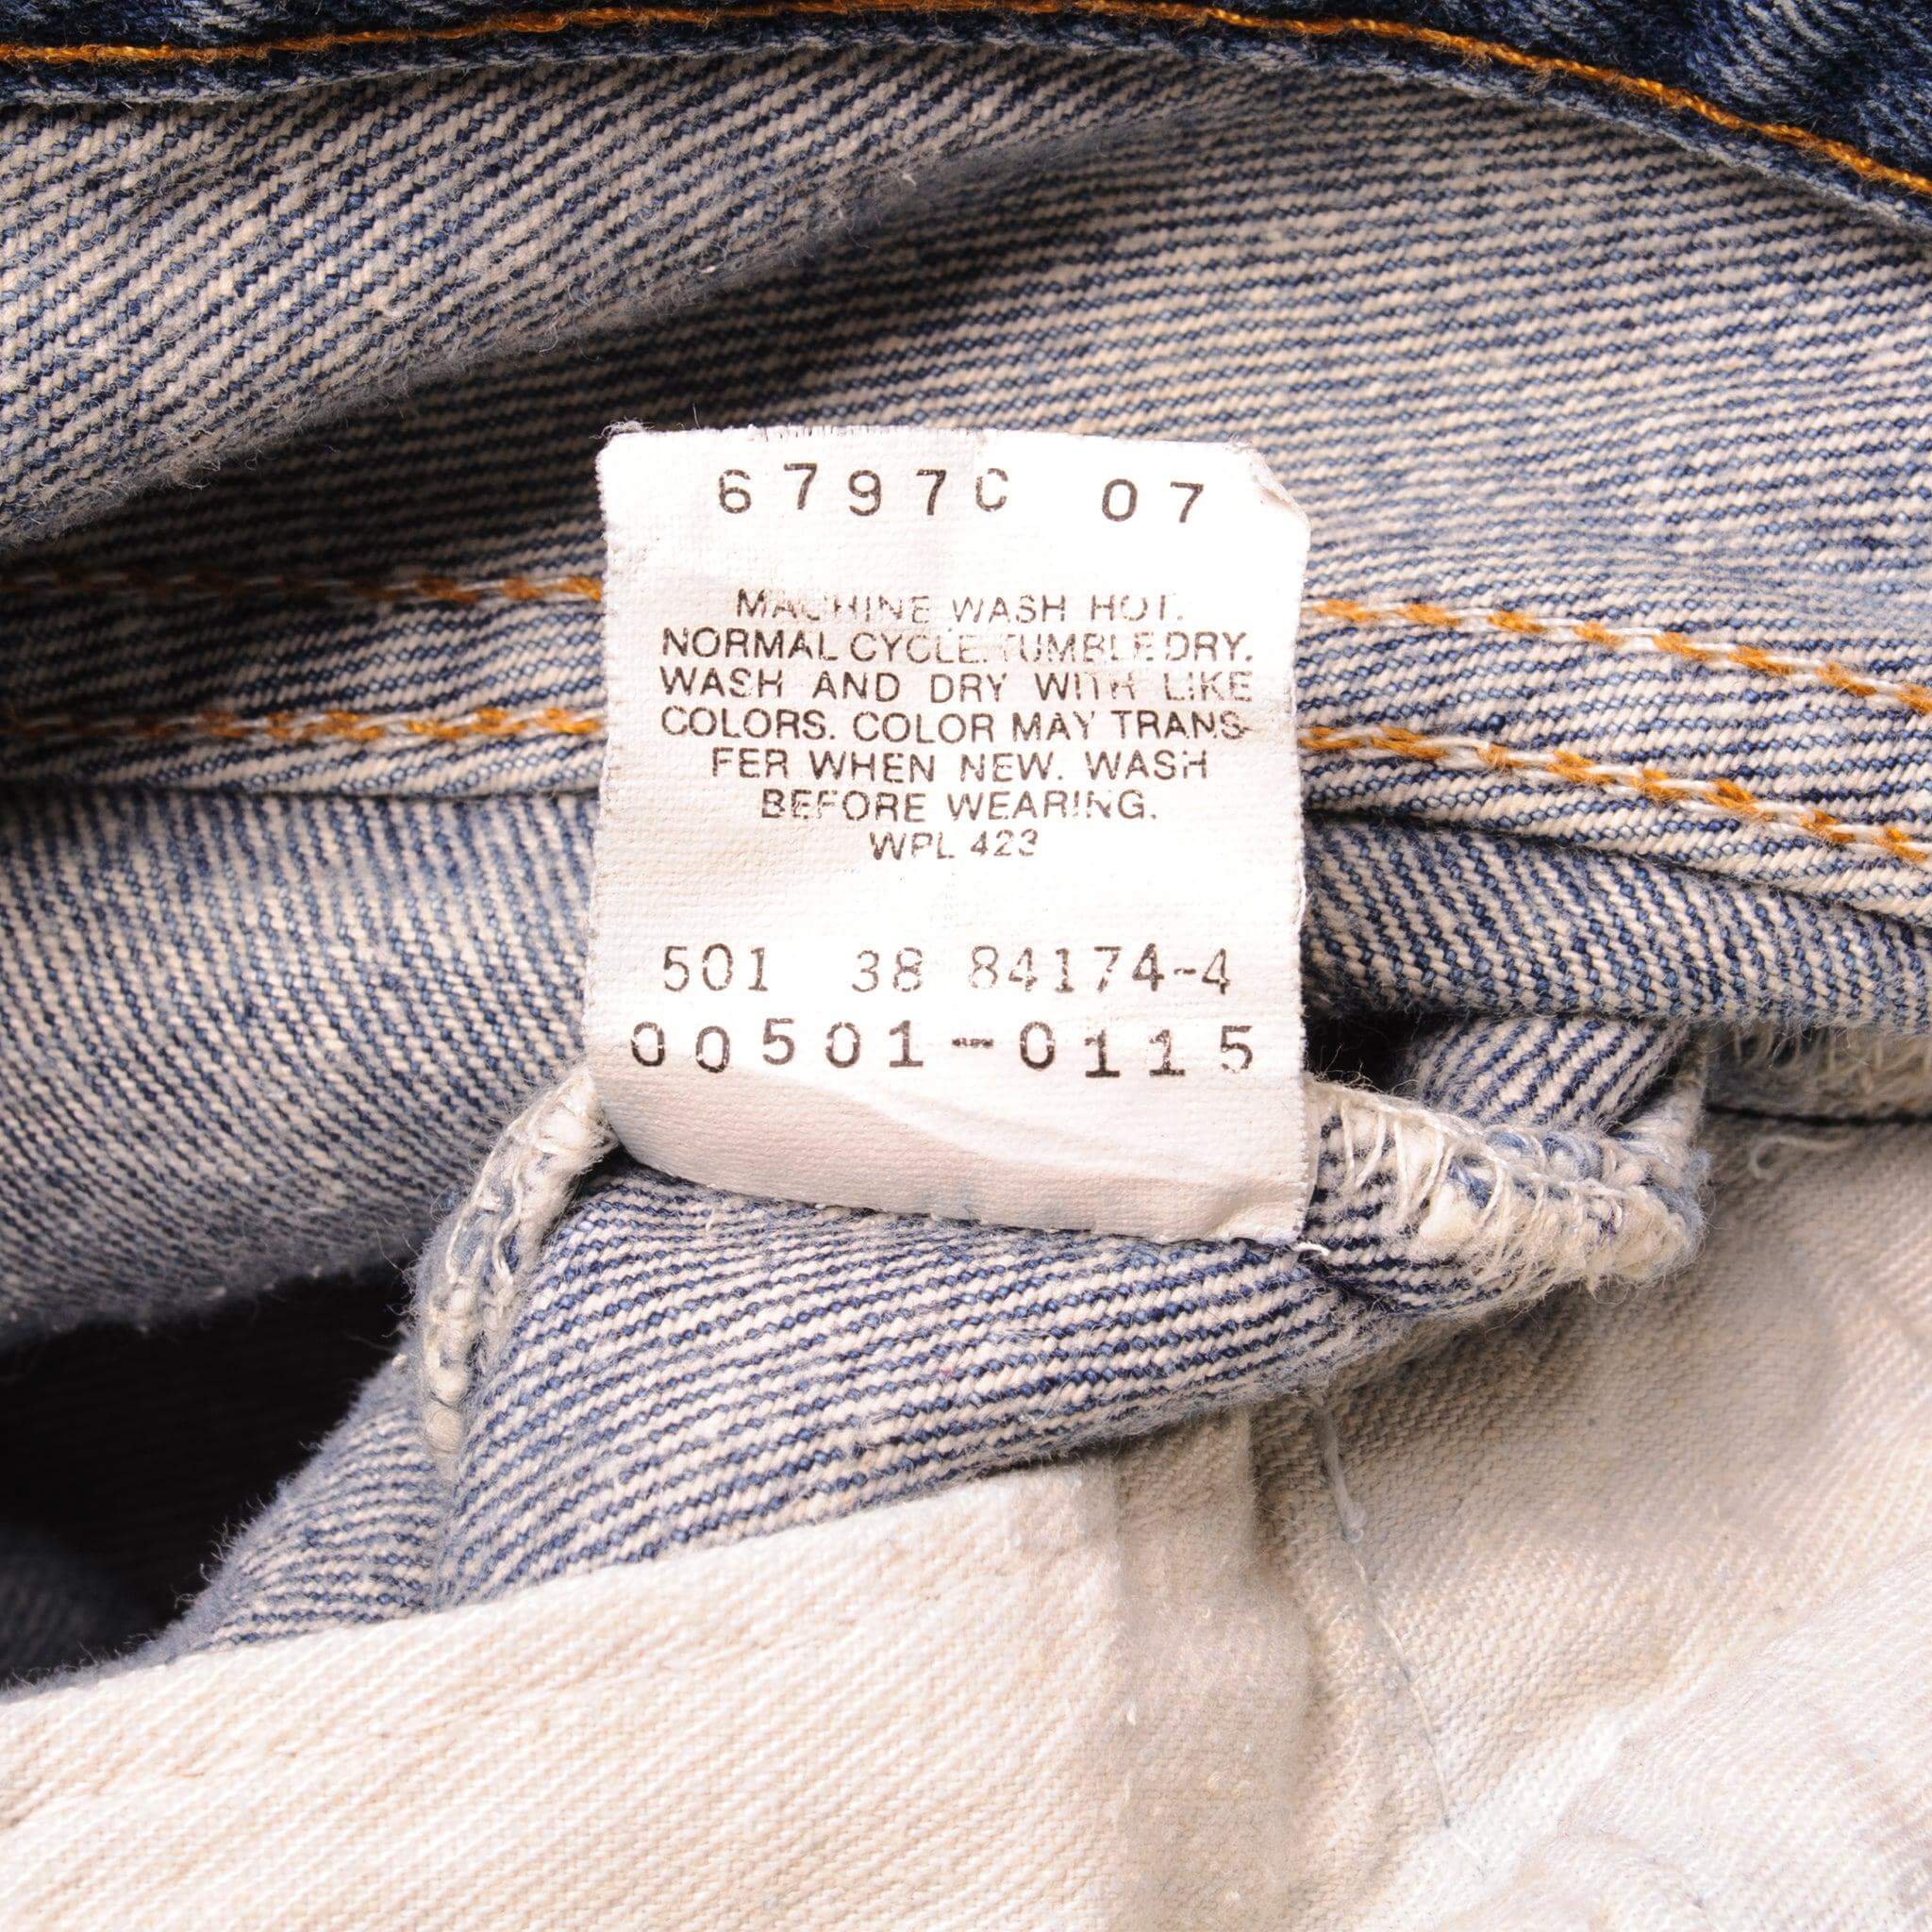 6797C 07
MACHINE WASH HOT.
NORMAL CYCLE. TUMBLE DRY.
WASH AND DRY WITH LIKE
COLORS. COLOR MAY TRANS-
FER WHEN NEW. WASH
BEFORE WEARING.
WPL 423
501 38 84174-4
00501-0115